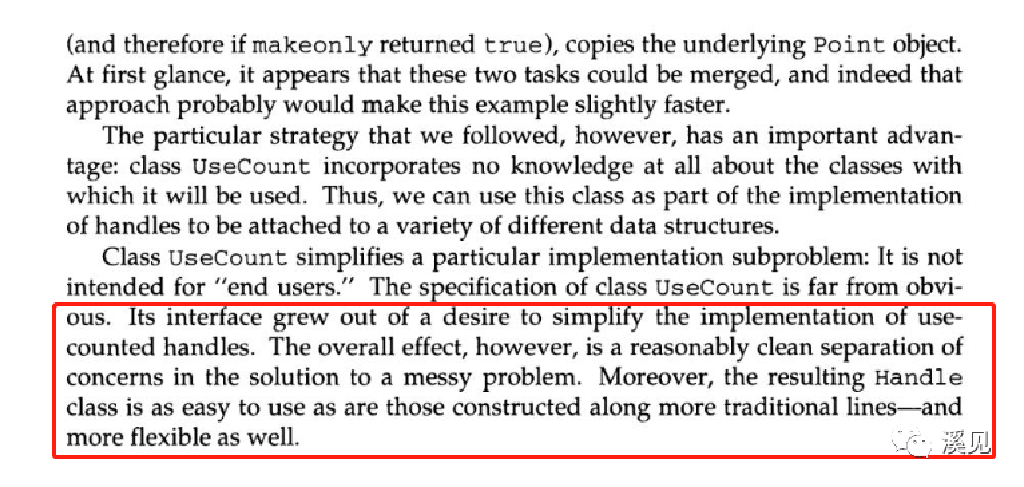 (and therefore if makeonly returned true), copies the underlying Point object.
At first glance, it appears that these two tasks could be merged, and indeed that
approach probably would make this example slightly faster.
The particular strategy that we followed, however, has an important advan-
tage: class UseCount incorporates no knowledge at all about the classes with
which it will be used. Thus, we can use this class as part of the implementation
of handles to be attached to a variety of different data structures.
Class UseCount simplifies a particular implementation subproblem: It is not
intended for “end users.” The specification of class UseCount is far from obvi-
ous. Its interface grew out of a desire to simplify the implementation of use-
counted handles. The overall effect, however, is a reasonably clean separation of
concerns in the solution to a messy problem. Moreover, the resulting Handle
class is as easy to use as are those constructed along more traditional lines—and
more flexible as well.
溪见